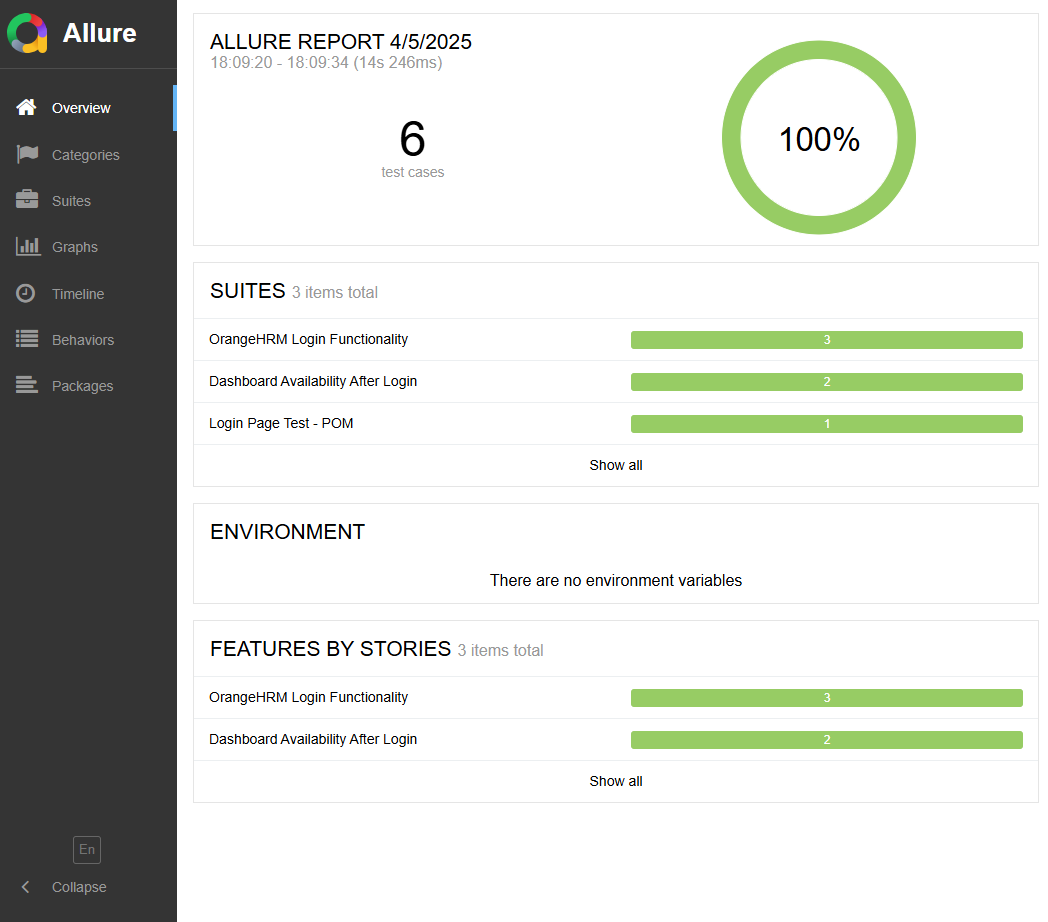 Allure
Overview
Categories
Suites
Graphs
Timeline
Behaviors
Packages
En
Collapse
ALLURE REPORT 4/5/2025
18:09:20 - 18:09:34 (14s 246ms)
6
test cases
100%
SUITES 3 items total
OrangeHRM Login Functionality 3
Dashboard Availability After Login 2
Login Page Test - POM 1
Show all
ENVIRONMENT
There are no environment variables
FEATURES BY STORIES 3 items total
OrangeHRM Login Functionality 3
Dashboard Availability After Login 2
Show all